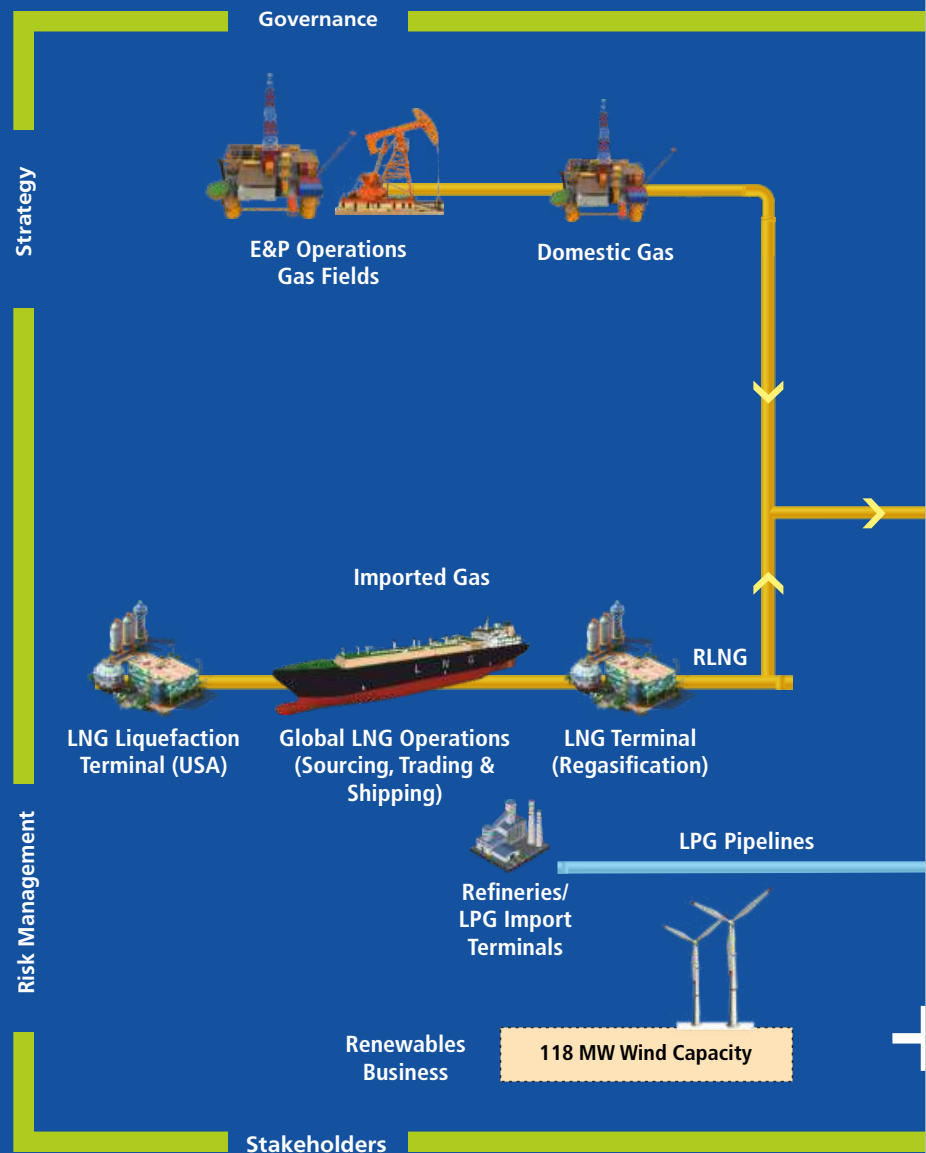 Governance
Strategy
E&P Operations
Gas Fields
Domestic Gas
Imported Gas
L N G
RLNG
LNG Liquefaction
Terminal (USA)
Global LNG Operations
(Sourcing, Trading &
Shipping)
LNG Terminal
(Regasification)
Risk Management
LPG Pipelines
Refineries/
LPG Import
Terminals
Renewables
Business
118 MW Wind Capacity
Stakeholders